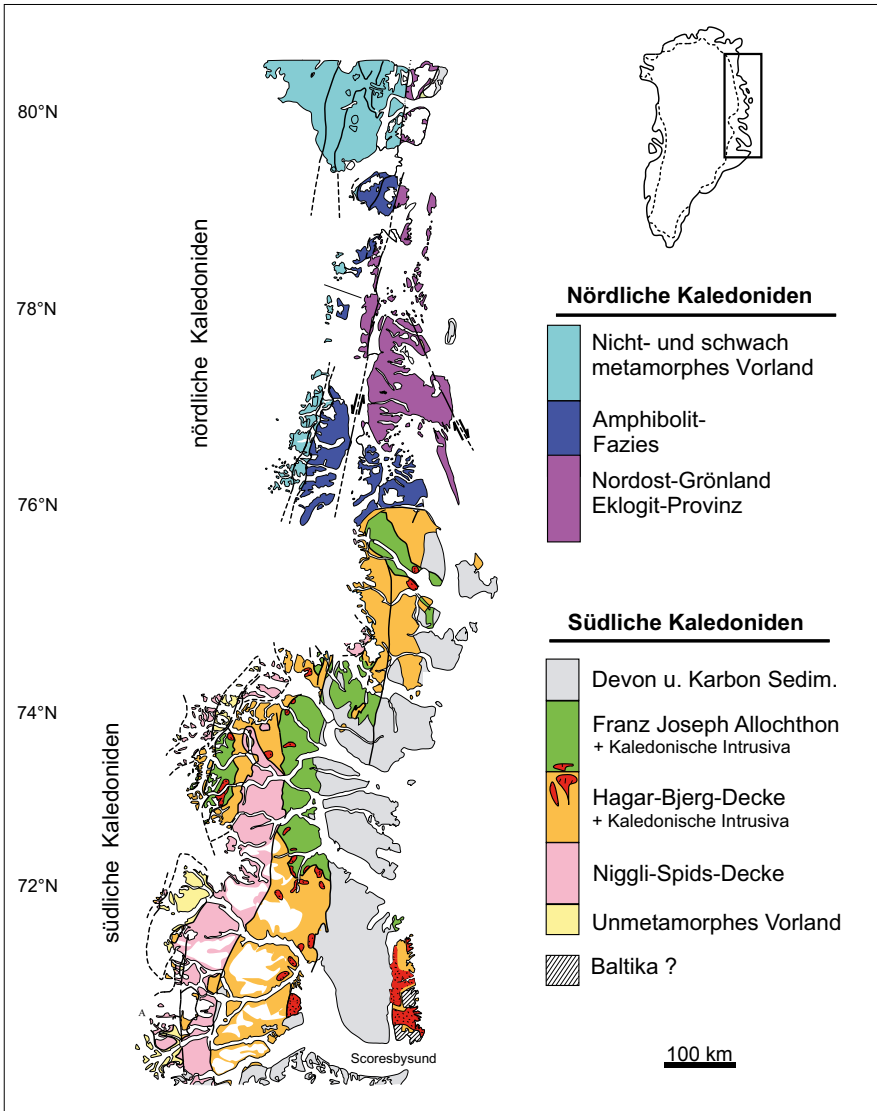 80°N
78°N
76°N
74°N
72°N
nördliche Kaledoniden
südliche Kaledoniden
A
Scoresbysund
Nördliche Kaledoniden
Nicht- und schwach
metamorphes Vorland
Amphibolit-
Fazies
Nordost-Grönland
Eklogit-Provinz
Südliche Kaledoniden
Devon u. Karbon Sedim.
Franz Joseph Allochthon
+ Kaledonische Intrusiva
Hagar-Bjerg-Decke
+ Kaledonische Intrusiva
Niggli-Spids-Decke
Unmetamorphes Vorland
Baltika ?
100 km